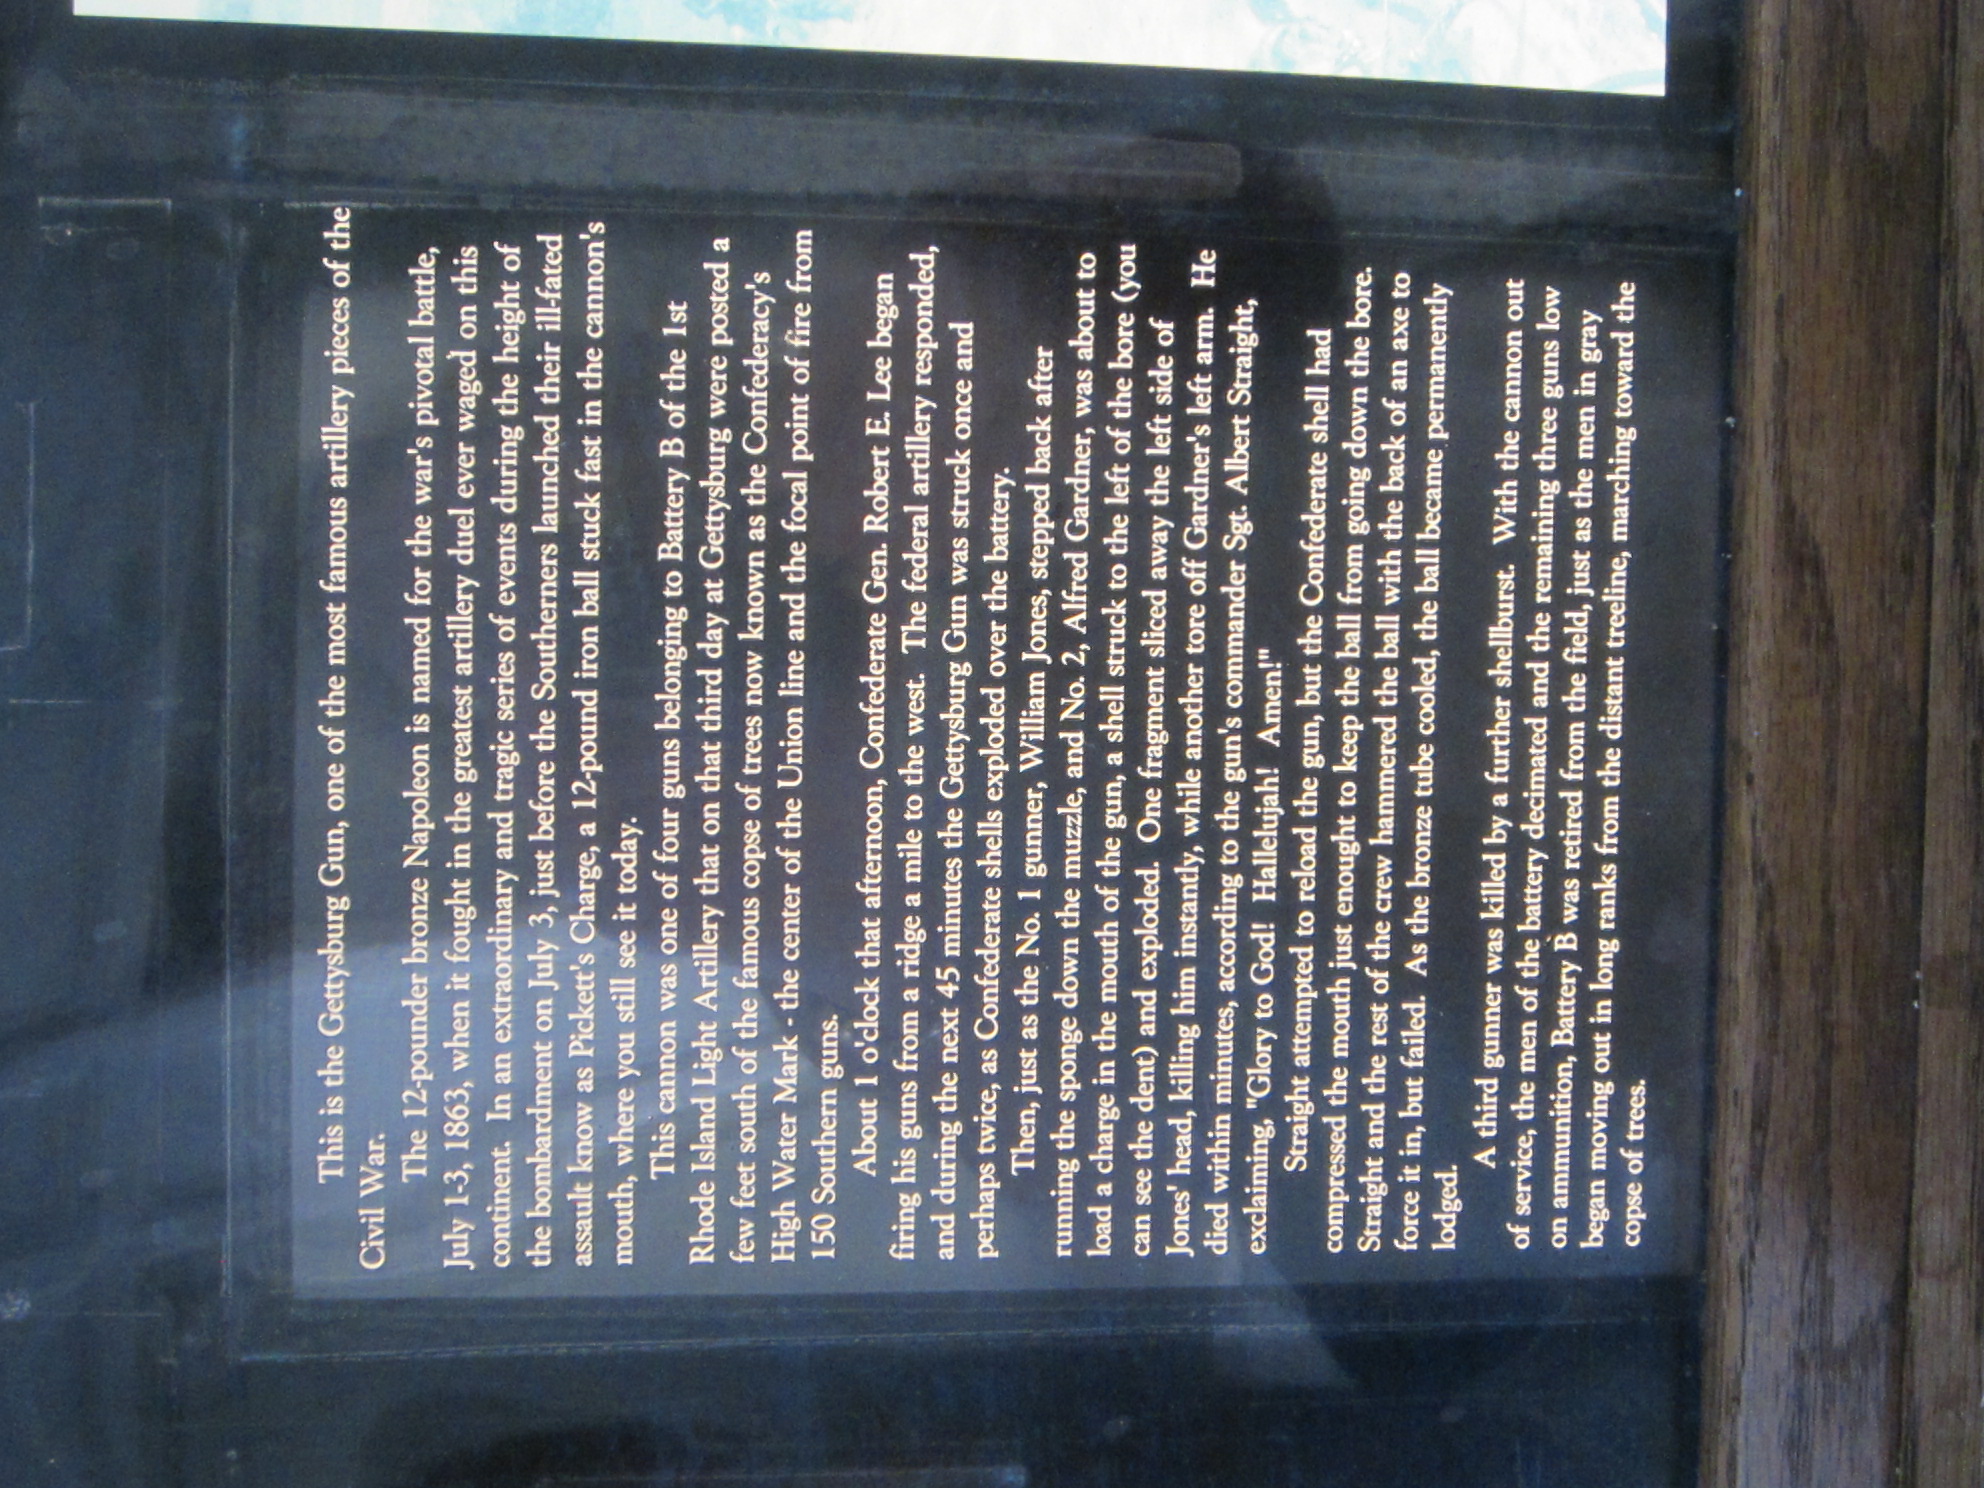 This is the Gettysburg Gun, one of the most famous artillery pieces of the
Civil War.
The 12-pounder bronze Napoleon is named for the war's pivotal battle,
July 1-3, 1863, when it fought in the greatest artillery duel ever waged on this
continent. In an extraordinary and tragic series of events during the height of
the bonbardment on July 3, just before the Southerners launched their ill-fated
assault know as Pickett's Charge, a 12-pound iron ball stuck fast in the cannon's
mouth, where you still see it today.
This cannon was one of four guns belonging to Battery B of the 1st
Rhode Island Light Artillery that on that third day at Gettysburg were posted a
few feet south of the famous copse of trees now known as the Confederacy's
High Water Mark - the center of the Union line and the focal point of fire from
150 Southern guns.
About 1 o'clock that afternoon, Confederate Gen. Robert E. Lee began
firing his guns from a ridge a mile to the west. The federal artillery responded,
and during the next 45 minutes the Gettysburg Gun was struck once and
perhaps twice, as Confederate shells exploded over the battery.
Then, just as the No. 1 gunner, William Jones, stepped back after
running the sponge down the muzzle, and No. 2, Alfred Gardner, was about to
load a charge in the mouth of the gun, a shell struck to the left of the bore (you
can see the dent) and exploded. One fragment sliced away the left side of
Jones' head, killing him instantly, while another tore off Gardner's left arm. He
died within minutes, according to the gun's commander Sgt. Albert Straight,
exclaiming, "Glory to God! Hallelujah! Amen!"
Straight attempted to reload the gun, but the Confederate shell had
compressed the mouth just enought to keep the ball from going down the bore.
Straight and the rest of the crew hammered the ball with the back of an axe to
force it in, but failed. As the bronze tube cooled, the ball became permanently
lodged.
A third gunner was killed by a further shellburst. With the cannon out
of service, the men of the battery decimated and the remaining three guns low
on ammunition, Battery B was retired from the field, just as the men in gray
began moving out in long ranks from the distant treeline, marching toward the
copse of trees.